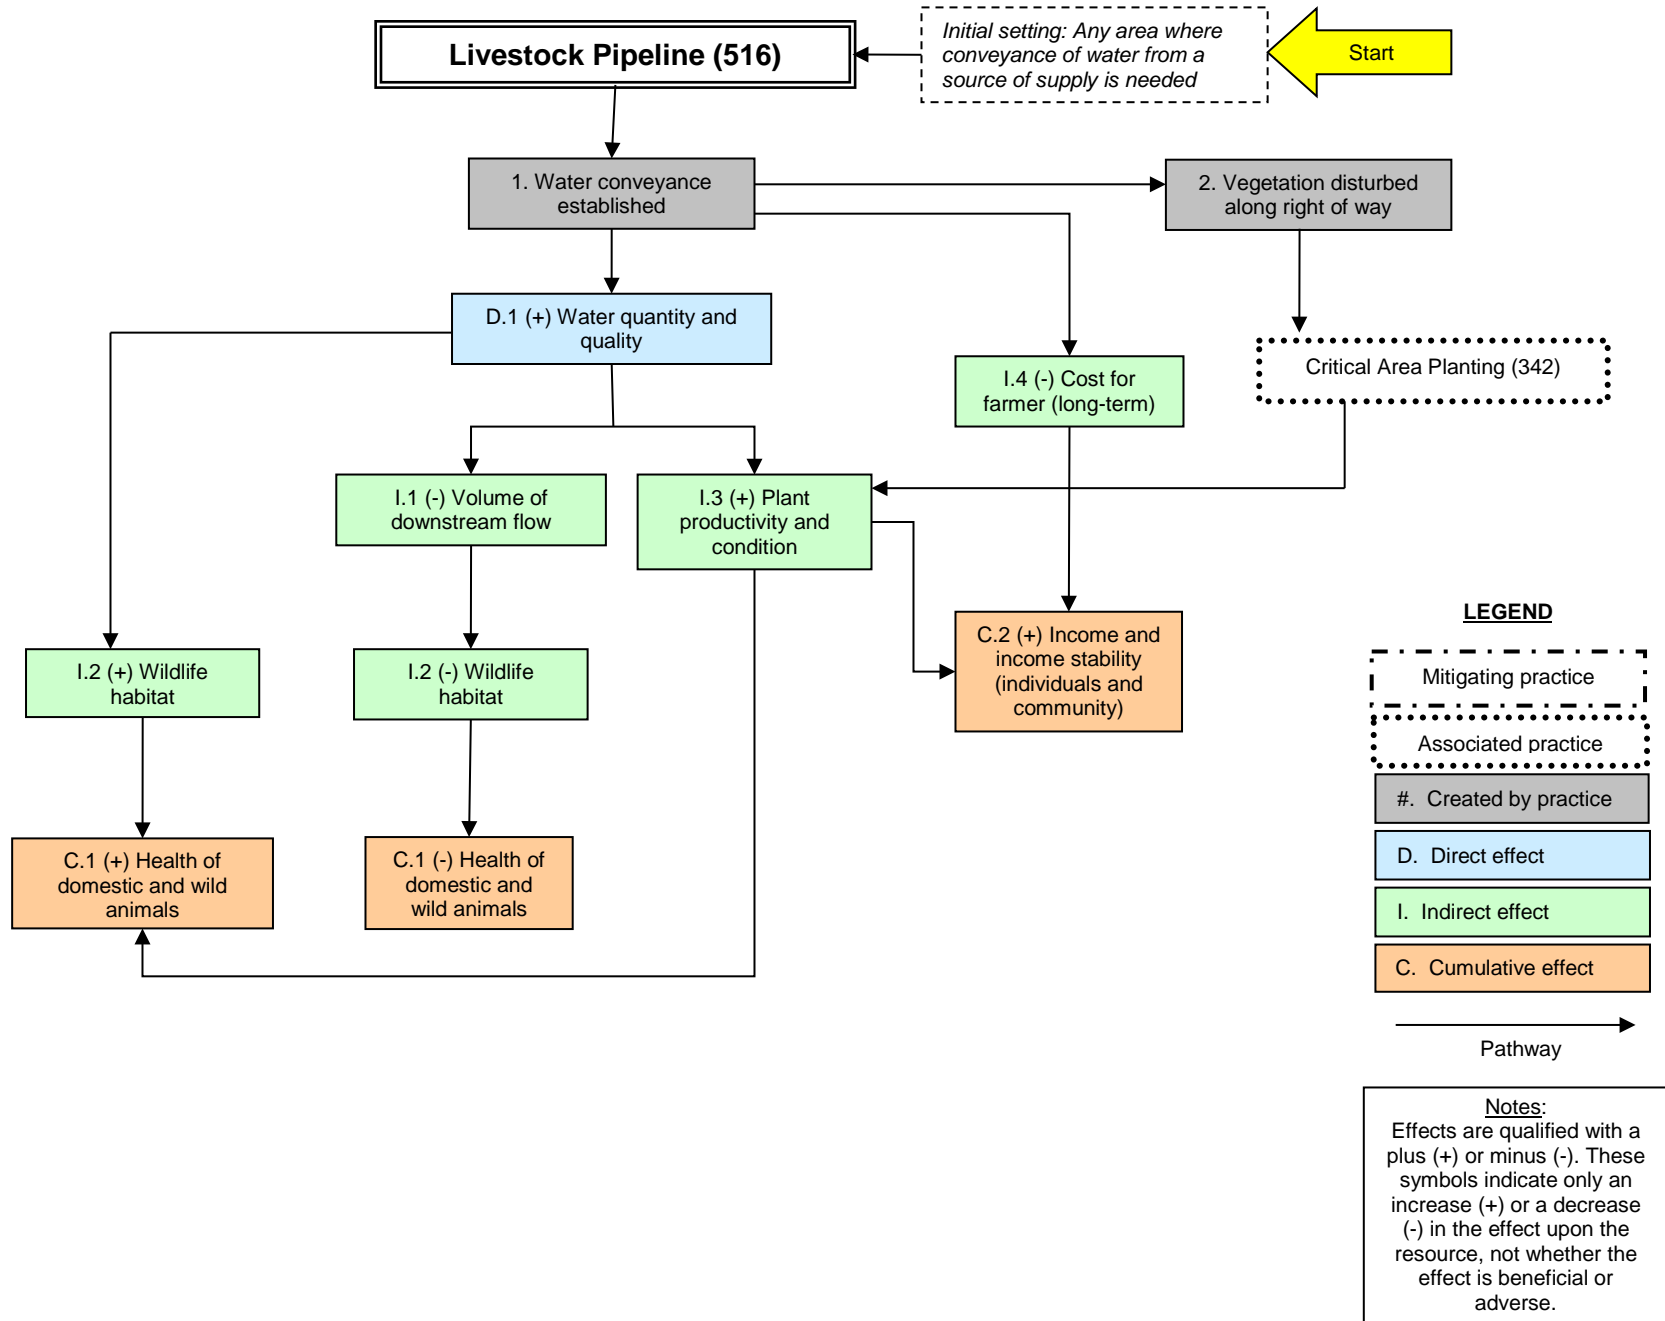 Livestock Pipeline (516)
Initial setting: Any area where
conveyance of water from a
source of supply is needed
Start
1. Water conveyance
established
2. Vegetation disturbed
along right of way
D.1 (+) Water quantity and
quality
I.4 (-) Cost for
farmer (long-term)
Critical Area Planting (342)
I.1 (-) Volume of
downstream flow
I.3 (+) Plant
productivity and
condition
I.2 (+) Wildlife
habitat
I.2 (-) Wildlife
habitat
C.2 (+) Income and
income stability
(individuals and
community)
C.1 (+) Health of
domestic and wild
animals
C.1 (-) Health of
domestic and
wild animals
LEGEND
Mitigating practice
Associated practice
#. Created by practice
D. Direct effect
I. Indirect effect
C. Cumulative effect
Pathway
Notes:
Effects are qualified with a
plus (+) or minus (-). These
symbols indicate only an
increase (+) or a decrease
(-) in the effect upon the
resource, not whether the
effect is beneficial or
adverse.